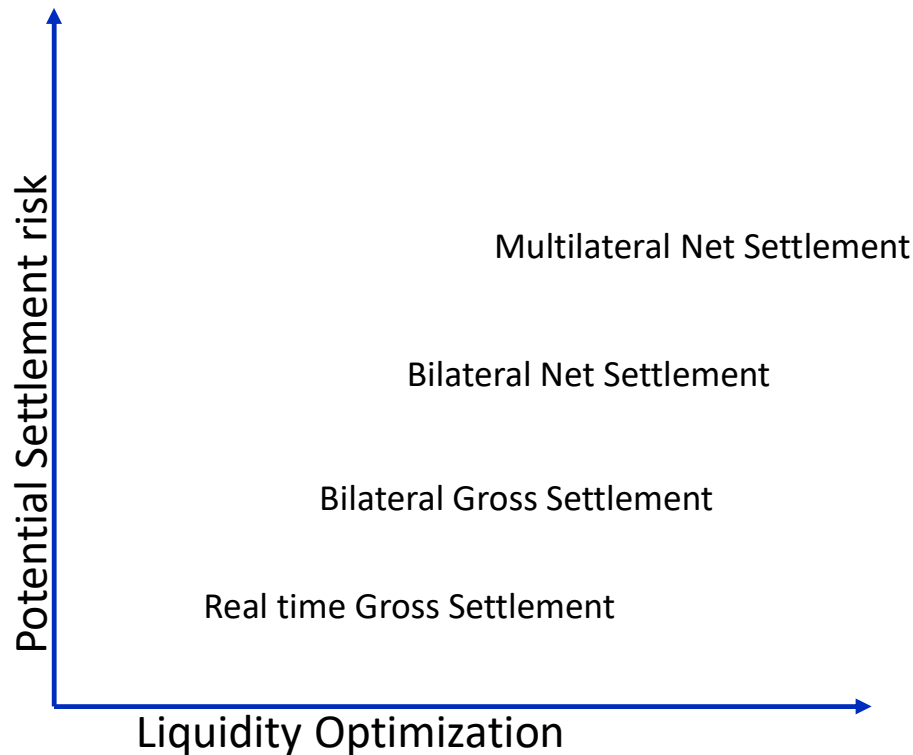 Potential Settlement risk
Multilateral Net Settlement
Bilateral Net Settlement
Bilateral Gross Settlement
Real time Gross Settlement
Liquidity Optimization